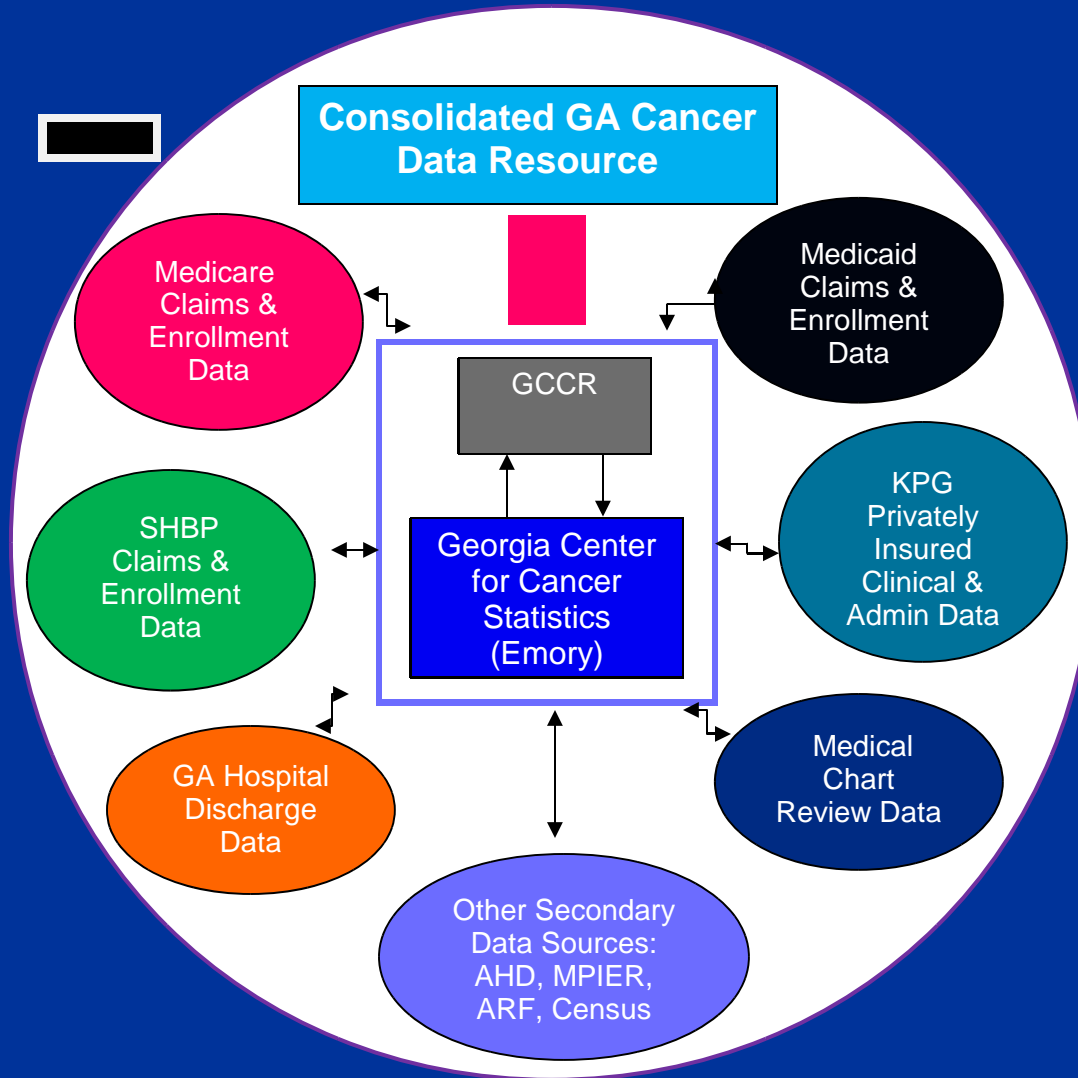 Consolidated GA Cancer
Data Resource
Medicare
Claims &
Enrollment
Data
Medicaid
Claims &
Enrollment
Data
GCCR
SHBP
Claims &
Enrollment
Data
Georgia Center
for Cancer
Statistics
(Emory)
KPG
Privately
Insured
Clinical &
Admin Data
GA Hospital
Discharge
Data
Medical
Chart
Review Data
Other Secondary
Data Sources:
AHD, MPIER,
ARF, Census